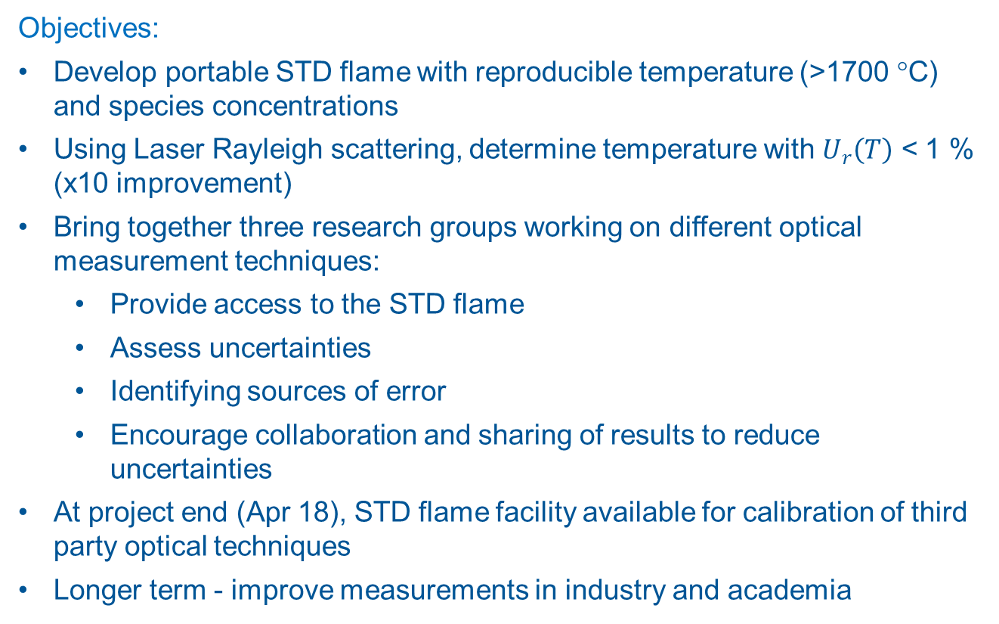 Objectives:
• Develop portable STD flame with reproducible temperature (>1700 °C)
and species concentrations
• Using Laser Rayleigh scattering, determine temperature with 𝑈𝑟(𝑇) < 1 %
(x10 improvement)
• Bring together three research groups working on different optical
measurement techniques:
• Provide access to the STD flame
• Assess uncertainties
• Identifying sources of error
• Encourage collaboration and sharing of results to reduce
uncertainties
• At project end (Apr 18), STD flame facility available for calibration of third
party optical techniques
• Longer term - improve measurements in industry and academia